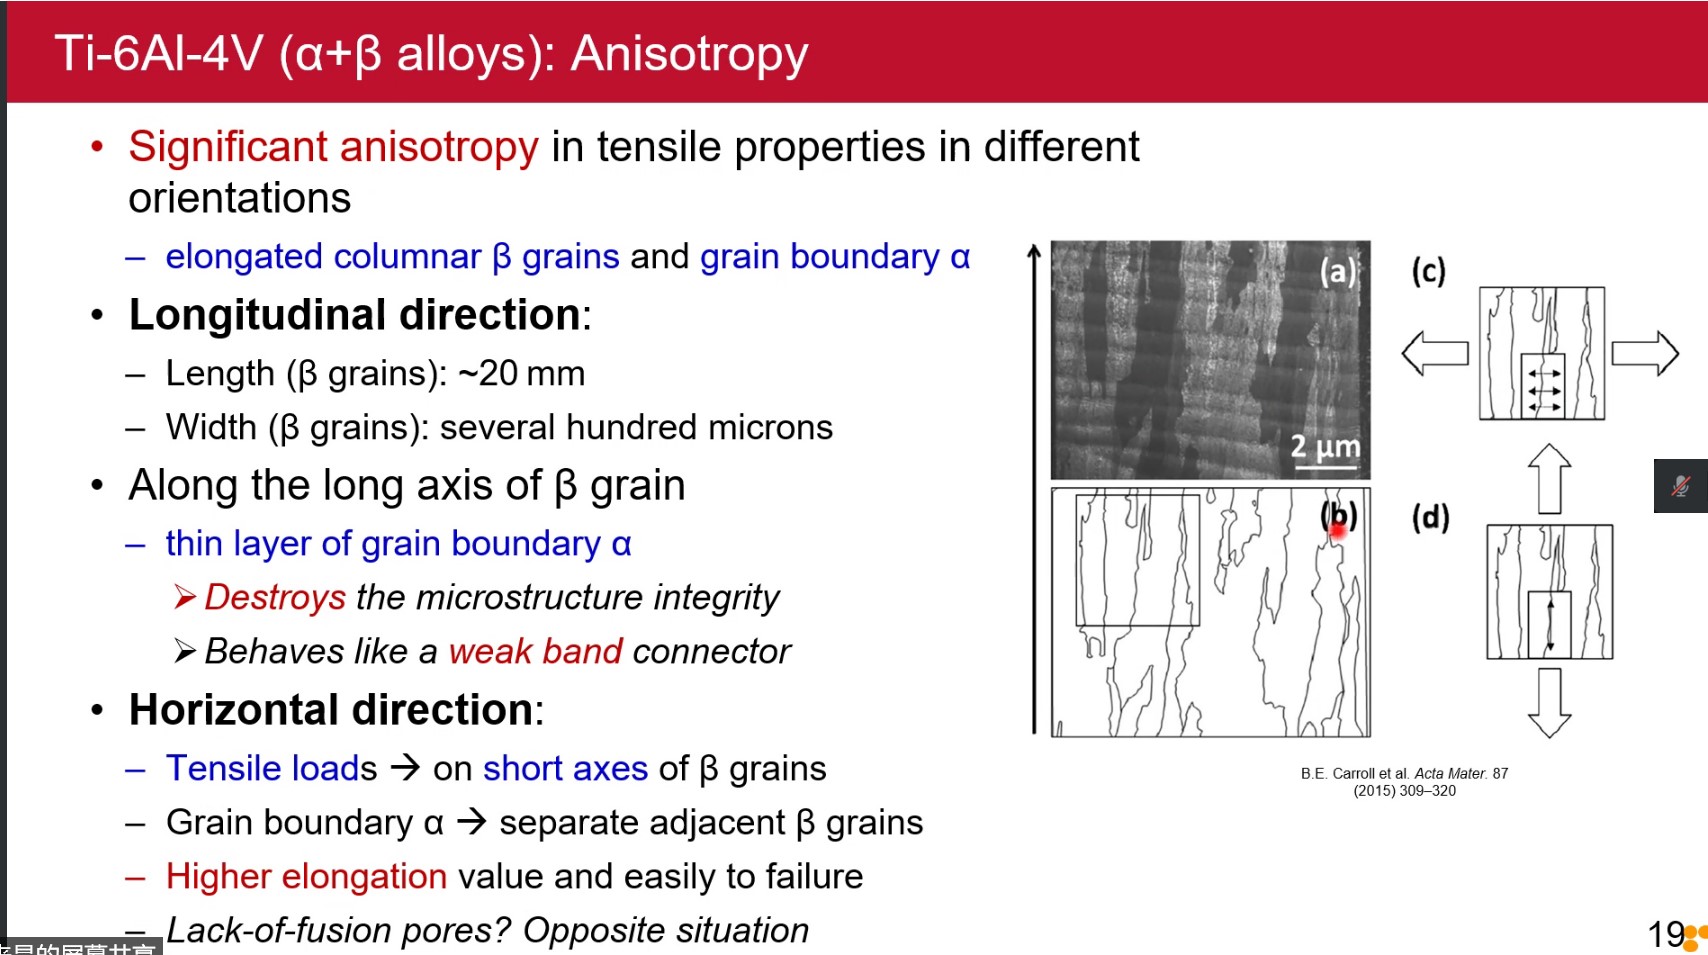 Ti-6Al-4V (α+β alloys): Anisotropy
• Significant anisotropy in tensile properties in different
orientations
– elongated columnar β grains and grain boundary α
• Longitudinal direction:
– Length (β grains): ~20 mm
– Width (β grains): several hundred microns
• Along the long axis of β grain
– thin layer of grain boundary α
➢ Destroys the microstructure integrity
➢ Behaves like a weak band connector
• Horizontal direction:
– Tensile loads → on short axes of β grains
– Grain boundary α → separate adjacent β grains
– Higher elongation value and easily to failure
– Lack-of-fusion pores? Opposite situation
(a)
2 µm
(b)
(c)
(d)
B.E. Carroll et al. Acta Mater. 87
(2015) 309–320
19
的屏幕共享